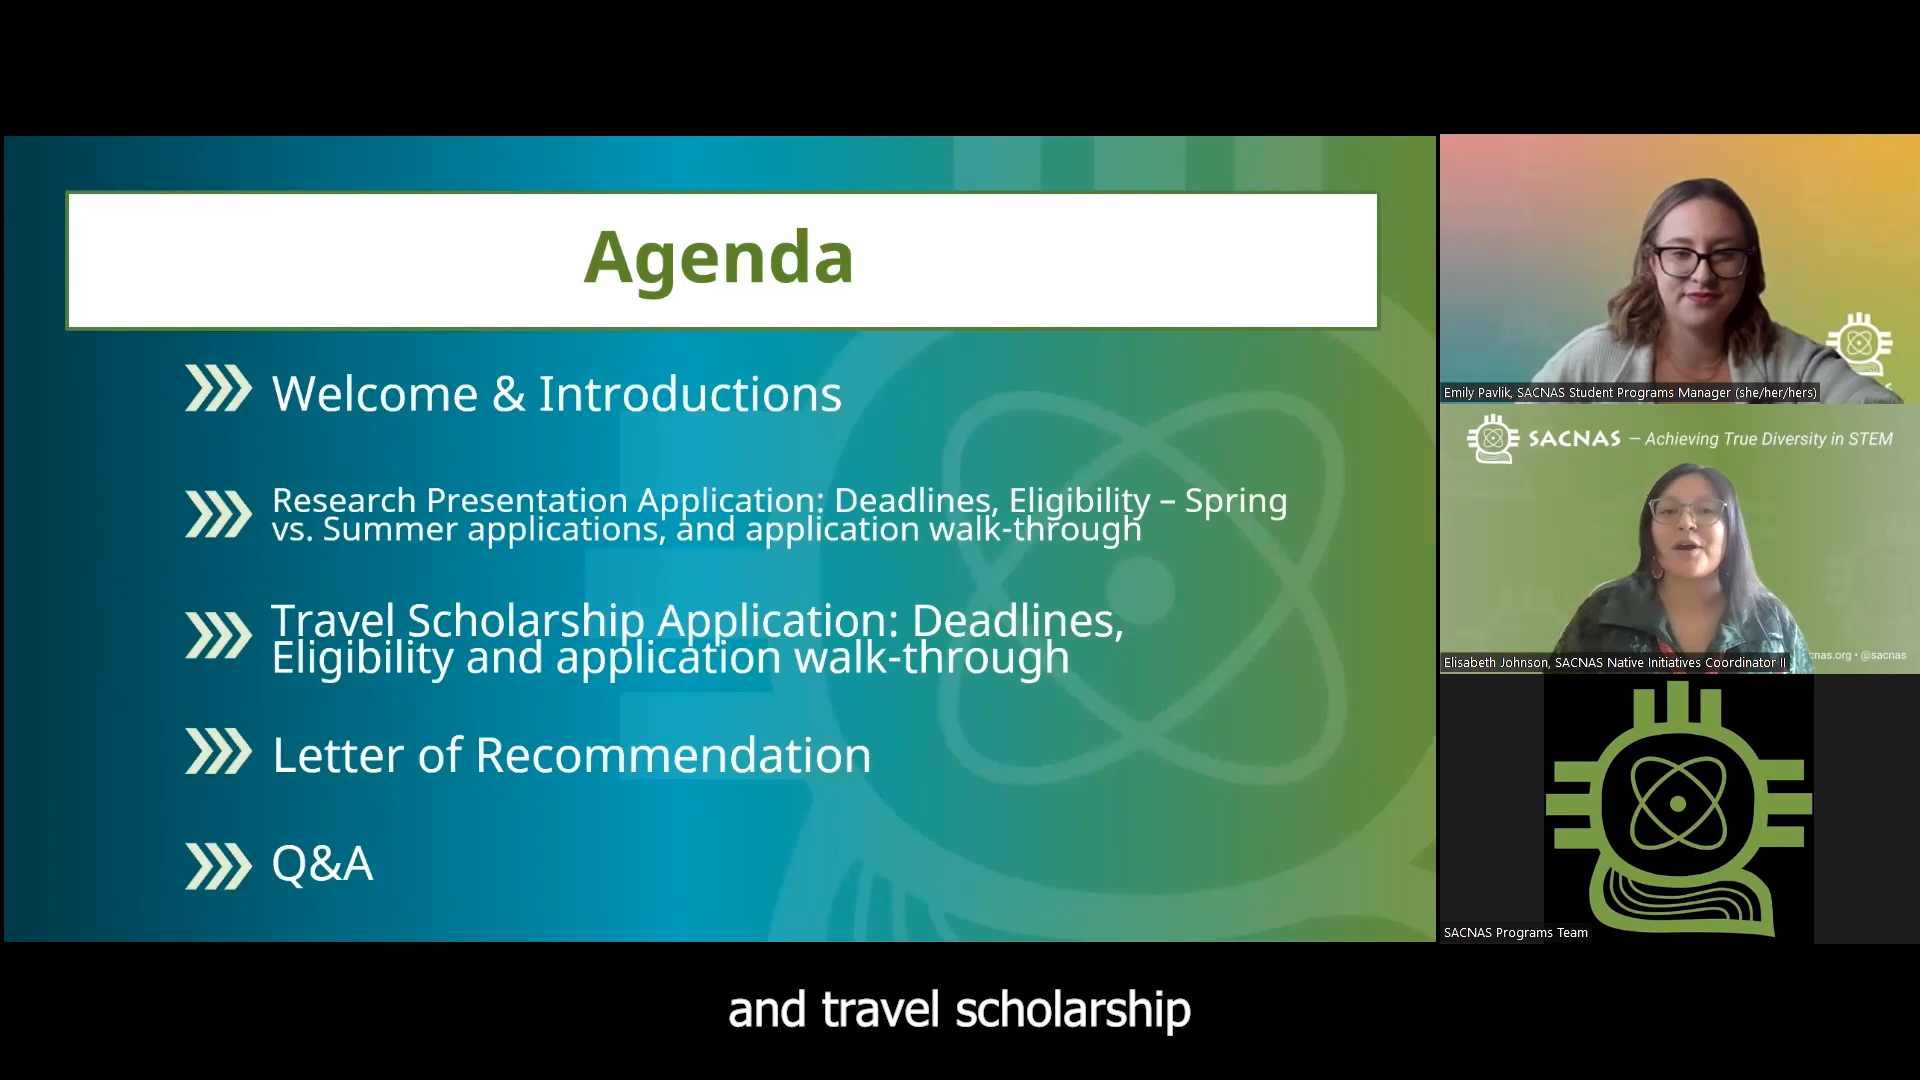 Agenda
Welcome & Introductions
Research Presentation Application: Deadlines, Eligibility – Spring
vs. Summer applications, and application walk-through
Travel Scholarship Application: Deadlines,
Eligibility and application walk-through
Letter of Recommendation
Q&A
Emily Pavlik, SACNAS Student Programs Manager (she/her/hers)
SACNAS – Achieving True Diversity in STEM
cnas.org • @sacnas
Elisabeth Johnson, SACNAS Native Initiatives Coordinator II
SACNAS Programs Team
and travel scholarship